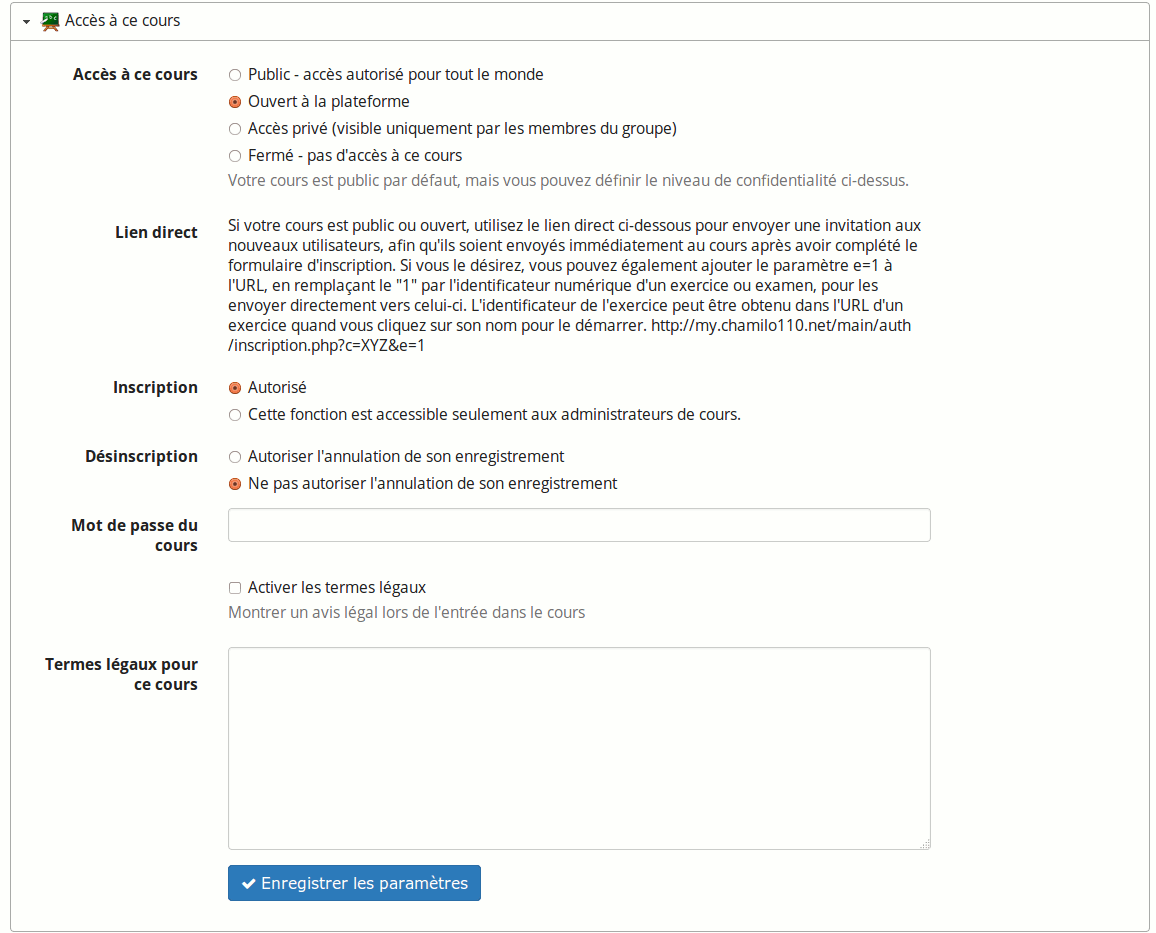 Accès à ce cours
Accès à ce cours
Public - accès autorisé pour tout le monde
Ouvert à la plateforme
Accès privé (visible uniquement par les membres du groupe)
Fermé - pas d'accès à ce cours
Votre cours est public par défaut, mais vous pouvez définir le niveau de confidentialité ci-dessus.
Lien direct
Si votre cours est public ou ouvert, utilisez le lien direct ci-dessous pour envoyer une invitation aux
nouveaux utilisateurs, afin qu'ils soient envoyés immédiatement au cours après avoir complété le
formulaire d'inscription. Si vous le désirez, vous pouvez également ajouter le paramètre e=1 à
l'URL, en remplaçant le "1" par l'identificateur numérique d'un exercice ou examen, pour les
envoyer directement vers celui-ci. L'identificateur de l'exercice peut être obtenu dans l'URL d'un
exercice quand vous cliquez sur son nom pour le démarrer. http://my.chamilo110.net/main/auth
/inscription.php?c=XYZ&e=1
Inscription
Autorisé
Cette fonction est accessible seulement aux administrateurs de cours.
Désinscription
Autoriser l'annulation de son enregistrement
Ne pas autoriser l'annulation de son enregistrement
Mot de passe du
cours
Activer les termes légaux
Montrer un avis légal lors de l'entrée dans le cours
Termes légaux pour
ce cours
Enregistrer les paramètres